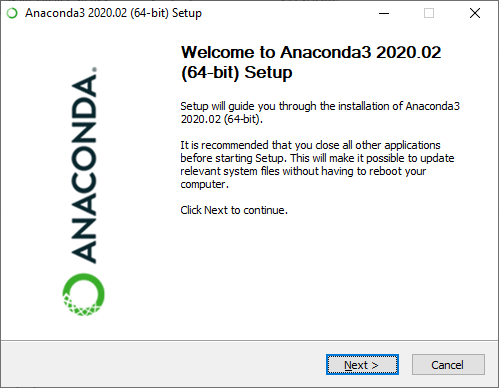 Anaconda3 2020.02 (64-bit) Setup
Welcome to Anaconda3 2020.02
(64-bit) Setup
Setup will guide you through the installation of Anaconda3
2020.02 (64-bit).
It is recommended that you close all other applications
before starting Setup. This will make it possible to update
relevant system files without having to reboot your
computer.
Click Next to continue.
ANACONDA.
Next >
Cancel